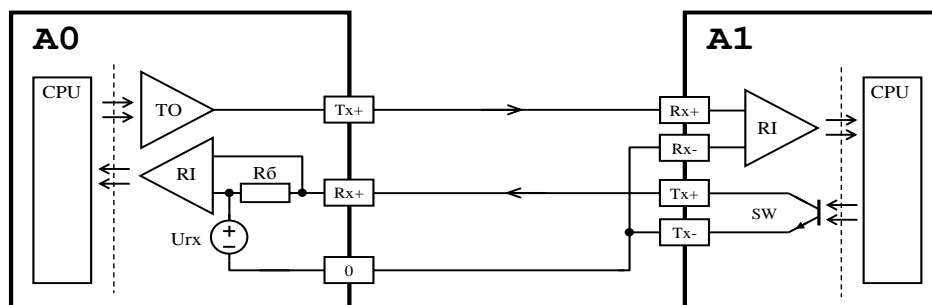 A0
A1
CPU
TO
Tx+
Rx+
RI
CPU
RI
Rб
Rx+
Rx-
Tx+
SW
Urx
Tx-
0